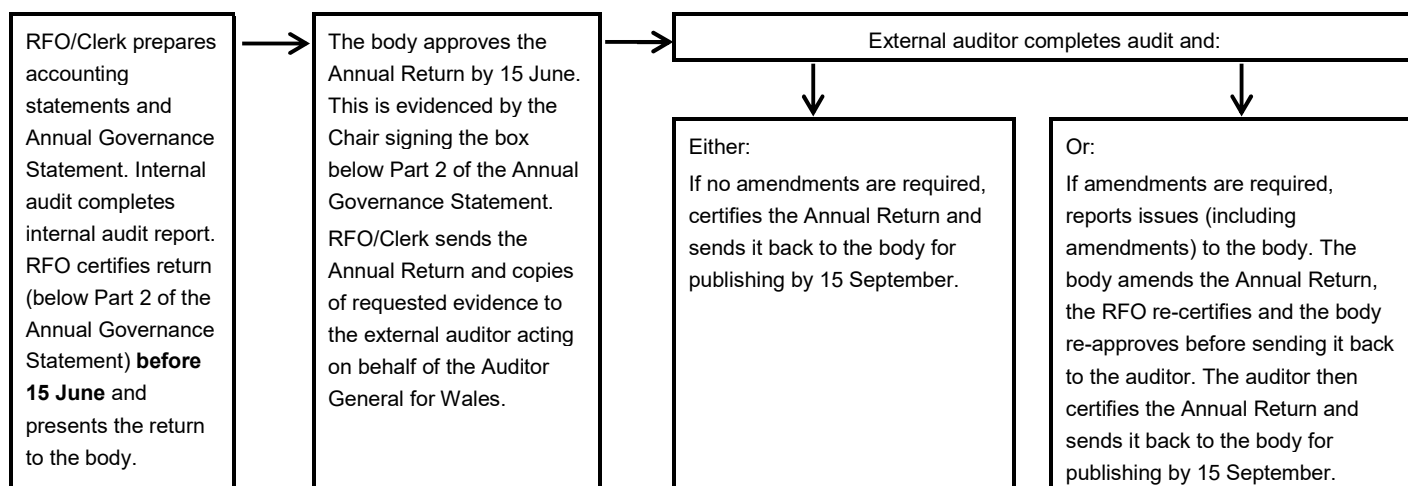 RFO/Clerk prepares
accounting
statements and
Annual Governance
Statement. Internal
audit completes
internal audit report.
RFO certifies return
(below Part 2 of the
Annual Governance
Statement) before
15 June and
presents the return
to the body.
The body approves the
Annual Return by 15 June.
This is evidenced by the
Chair signing the box
below Part 2 of the Annual
Governance Statement.
RFO/Clerk sends the
Annual Return and copies
of requested evidence to
the external auditor acting
on behalf of the Auditor
General for Wales.
External auditor completes audit and:
Either:
If no amendments are required,
certifies the Annual Return and
sends it back to the body for
publishing by 15 September.
Or:
If amendments are required,
reports issues (including
amendments) to the body. The
body amends the Annual Return,
the RFO re-certifies and the body
re-approves before sending it back
to the auditor. The auditor then
certifies the Annual Return and
sends it back to the body for
publishing by 15 September.